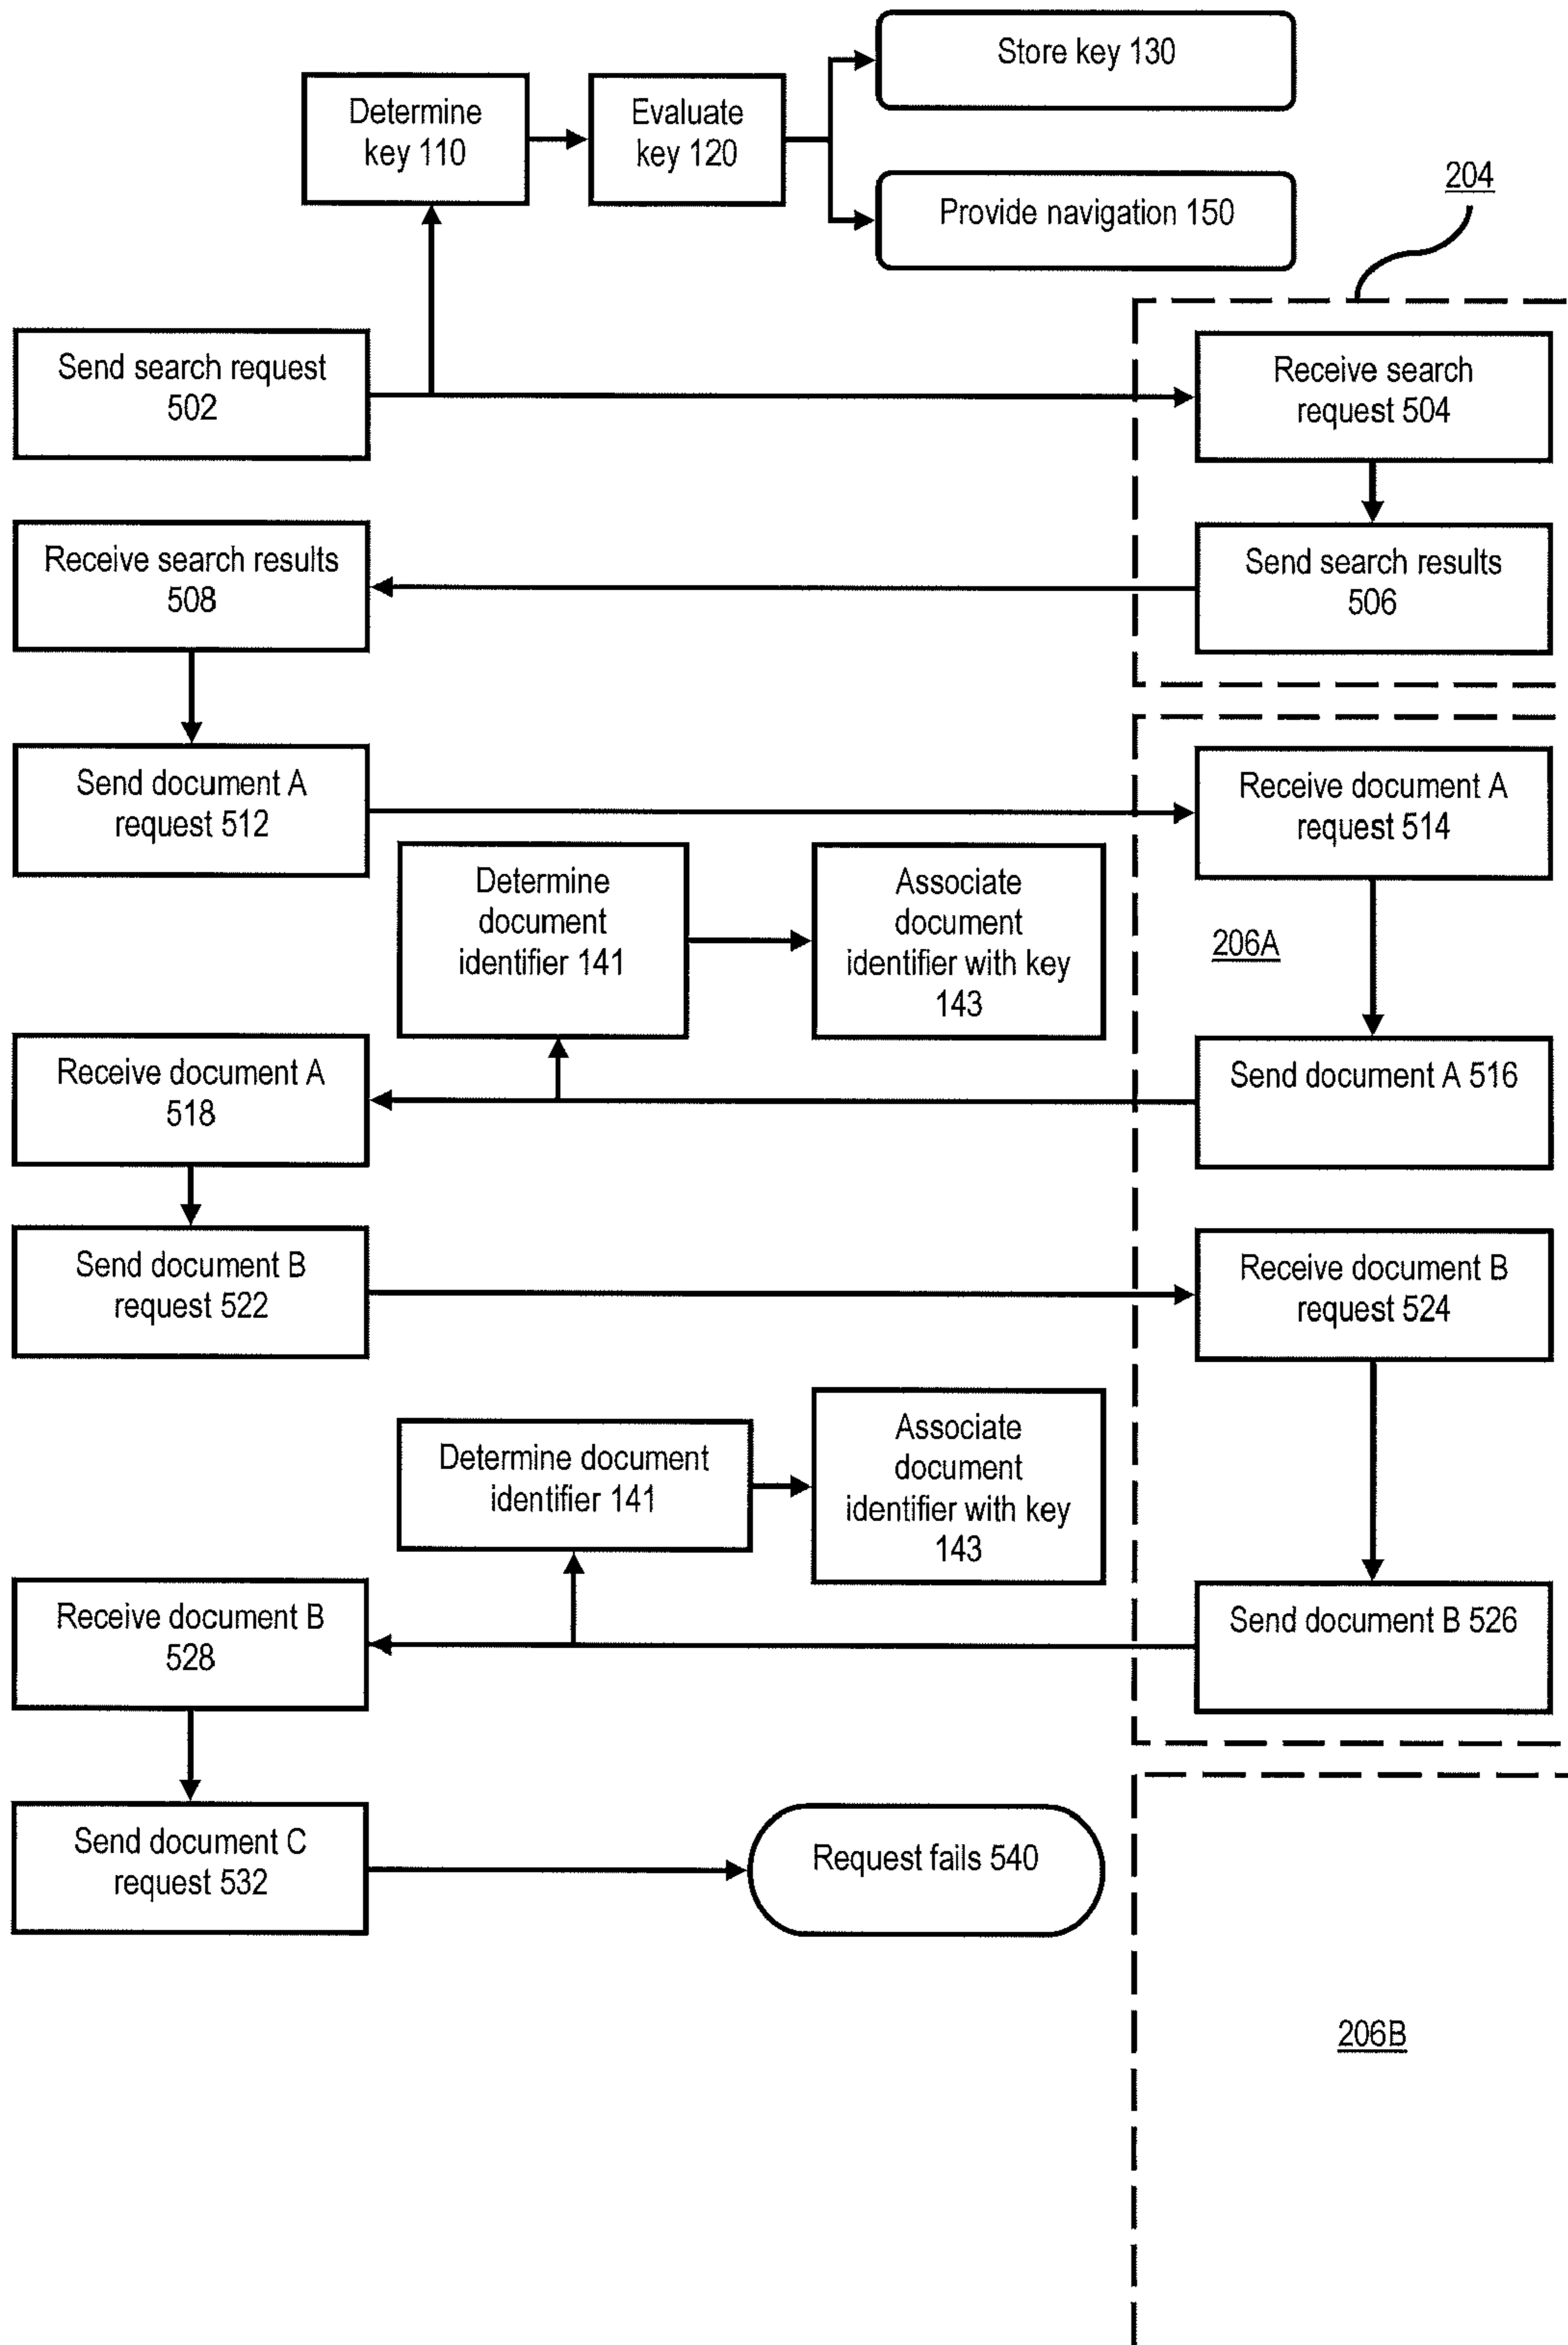 Store key 130
Determine
key 110
Evaluate
key 120
Provide navigation 150
204
Send search request
502
Receive search
request 504
Receive search results
508
Send search results
506
Send document A
request 512
Receive document A
request 514
Determine
document
identifier 141
Associate
document
identifier with key
143
206A
Receive document A
518
Send document A 516
Send document B
request 522
Receive document B
request 524
Determine document
identifier 141
Associate
document
identifier with key
143
Receive document B
528
Send document B 526
Send document C
request 532
Request fails 540
206B